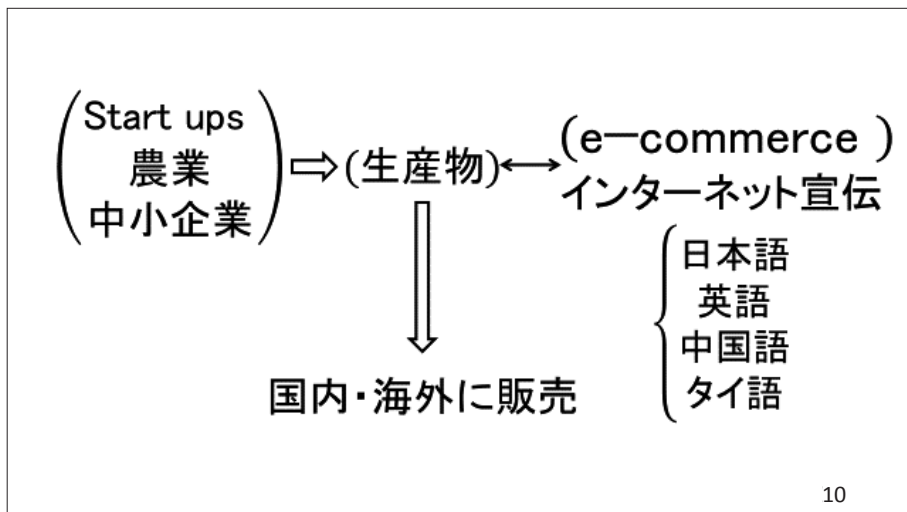 Start ups
農業
中小企業
(生産物)
(e－commerce )
インターネット宣伝
日本語
英語
中国語
タイ語
国内・海外に販売
10